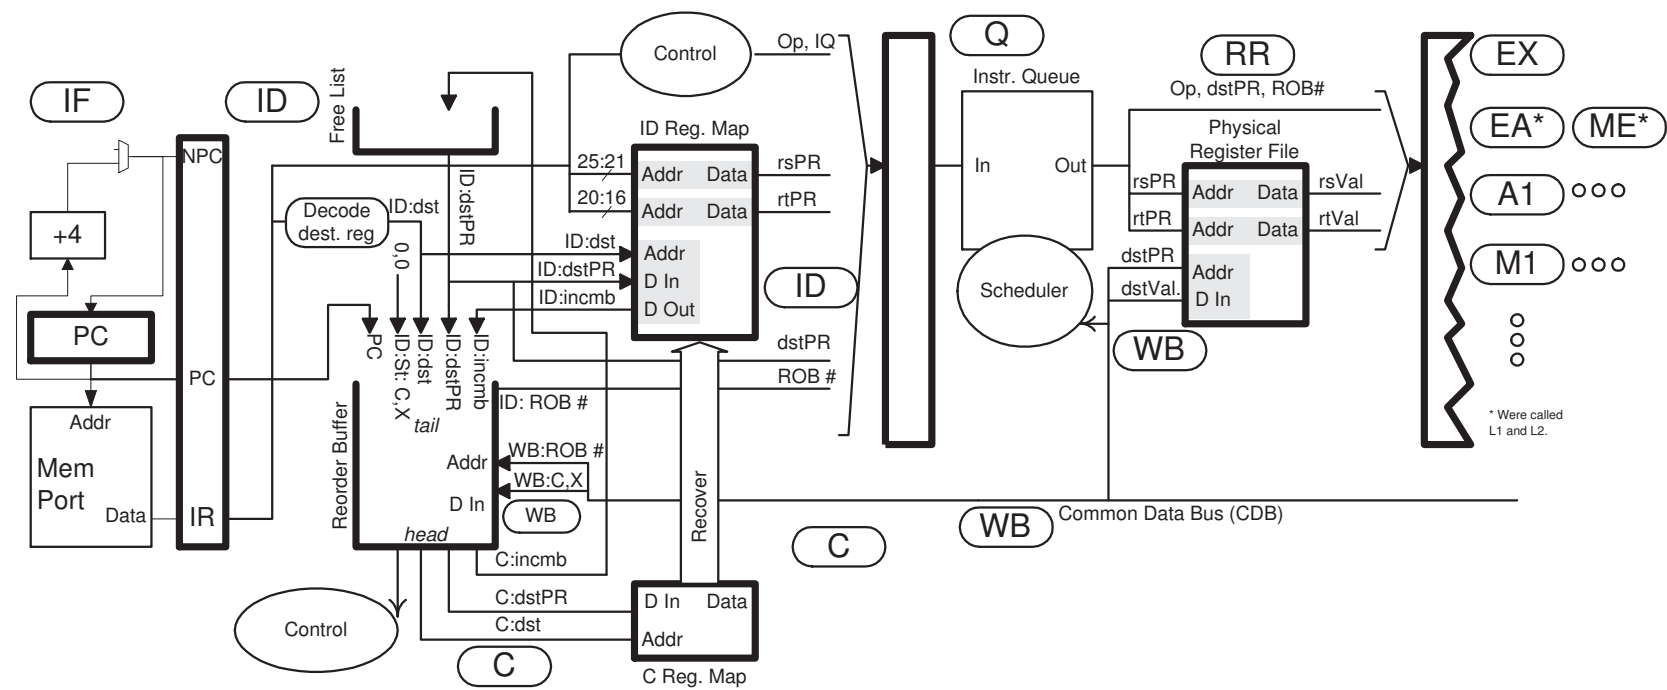 IF
ID
Free List
Control
Op, IQ
Q
RR
EX
Instr. Queue
Op, dstPR, ROB#
EA*
ME*
ID Reg. Map
Physical
Register File
NPC
25:21
Addr
Data
rsPR
In
Out
rsPR
Addr
Data
rsVal
A1
20:16
Addr
Data
rtPR
rtPR
Addr
Data
rtVal
Decode
dest. reg
ID:dst
ID:dstPR
+4
0,0
ID:dst
Addr
ID:dstPR
D In
ID:incmb
D Out
ID
Scheduler
dstPR
Addr
dstVal.
D In
M1
PC
PC
ID:St: C,X
ID:dst
ID:dstPR
ID:incmb
dstPR
WB
PC
ROB #
ID: ROB #
* Were called
L1 and L2.
Addr
Mem
Port
Data
IR
Reorder Buffer
tail
Addr
WB:ROB #
WB:C,X
D In
WB
head
Recover
WB
Common Data Bus (CDB)
C
C:incmb
C:dstPR
D In
Data
C:dst
Addr
Control
C
C Reg. Map